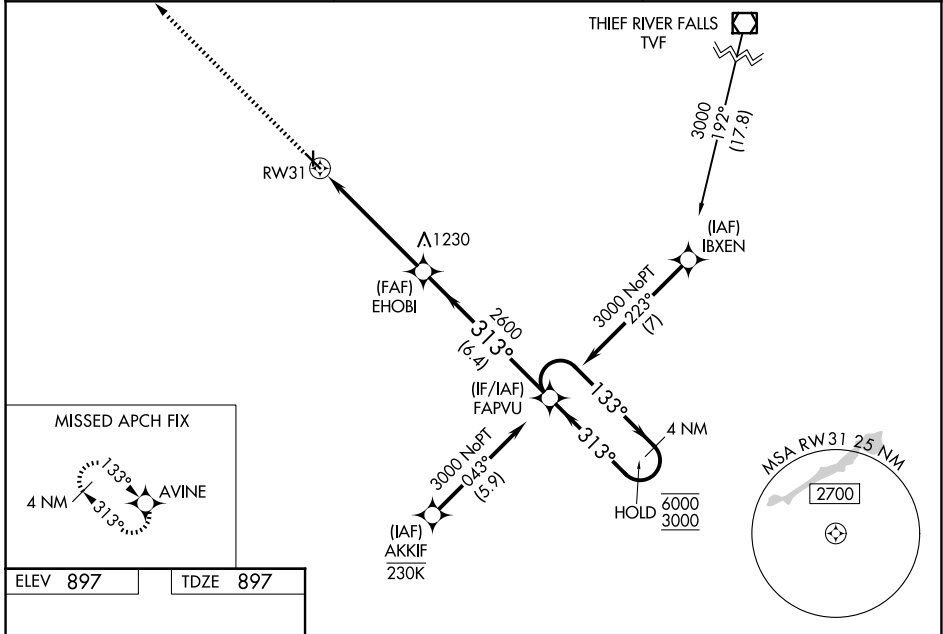 THIEF RIVER FALLS
TVF
3000
192°
(17.8)
RW31
(IAF)
IBXEN
1230
(FAF)
EHOBI
3000 NoPT
223°
(7)
2600
313°
(6.4)
(IF/IAF)
FAPVU
133°
313°
4 NM
HOLD
6000
3000
3000 NoPT
043°
(5.9)
(IAF)
AKKIF
230K
MISSED APCH FIX
133°
4 NM
313°
AVINE
MSA RW31 25 NM
2700
ELEV 897
TDZE 897